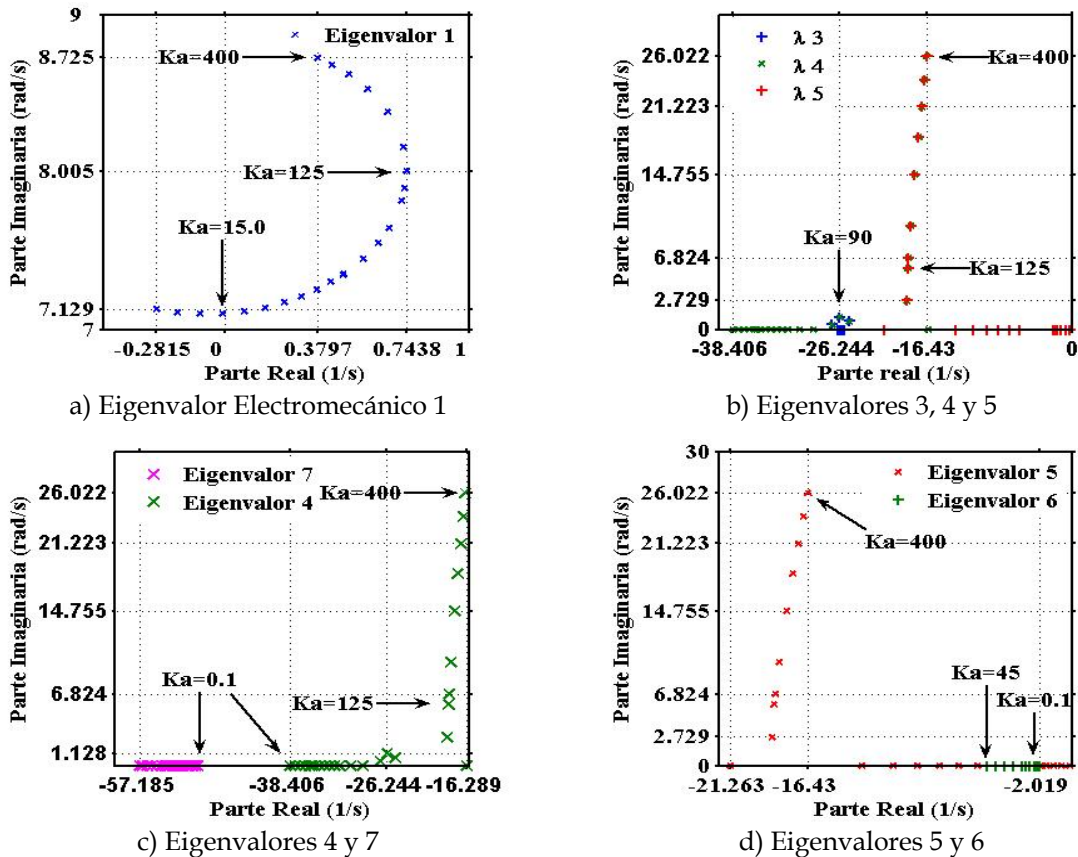 9
8.725
8.005
7.129
7
-0.2815
0
0.3797
0.7438
1
Parte Imaginaria (rad/s)
Parte Real (1/s)
× Eigenvalor 1
Ka=400
Ka=125
Ka=15.0
a) Eigenvalor Electromecánico 1
26.022
21.223
14.755
6.824
2.729
0
-38.406
-26.244
-16.43
0
Parte Imaginaria (rad/s)
Parte real (1/s)
+ λ 3
× λ 4
+ λ 5
Ka=400
Ka=90
Ka=125
b) Eigenvalores 3, 4 y 5
26.022
21.223
14.755
6.824
1.128
-57.185
-38.406
-26.244
-16.289
Parte Imaginaria (rad/s)
Parte Real (1/s)
× Eigenvalor 7
× Eigenvalor 4
Ka=400
Ka=0.1
Ka=125
c) Eigenvalores 4 y 7
30
26.022
21.223
14.755
6.824
2.729
0
-21.263
-16.43
-2.019
Parte Imaginaria (rad/s)
Parte Real (1/s)
× Eigenvalor 5
+ Eigenvalor 6
Ka=400
Ka=45
Ka=0.1
d) Eigenvalores 5 y 6